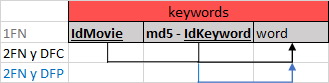 keywords
1FN IdMovie md5 - IdKeyword word
2FN y DFC
2FN y DFP